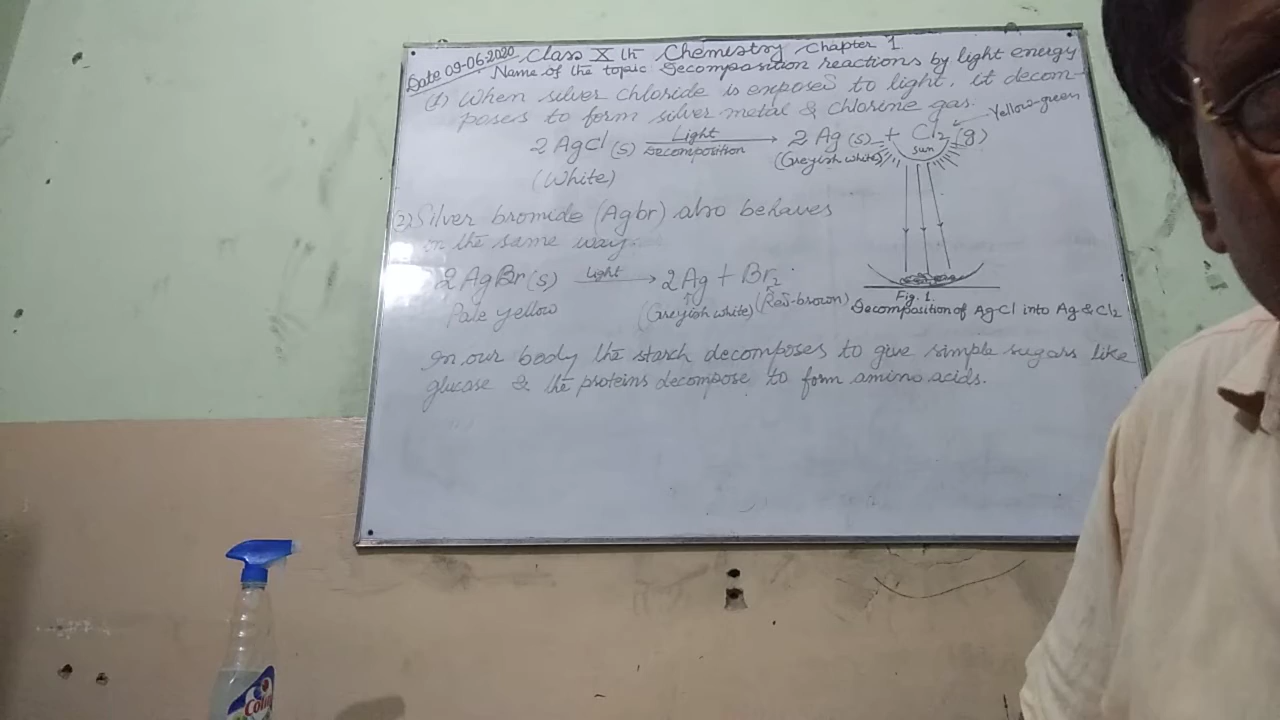 Date 09-06-2020 Class X th Chemistry Chapter 1
Name of the topic Decomposition reactions by light energy
(1) When silver chloride is exposed to light, it decom-
poses to form silver metal & chlorine gas.
Yellow-green
2 AgCl (s) Light Decomposition → 2 Ag (s) + Cl2 (g)
(White)
(Greyish white)
sun
(2) Silver bromide (Agbr) also behaves
in the same way.
2 AgBr (s) Light → 2 Ag + Br2
Pale yellow (Greyish white) (Red-brown)
Fig. 1.
Decomposition of AgCl into Ag & Cl2
In our body the starch decomposes to give simple sugars like
glucose & the proteins decompose to form amino acids.
Colin